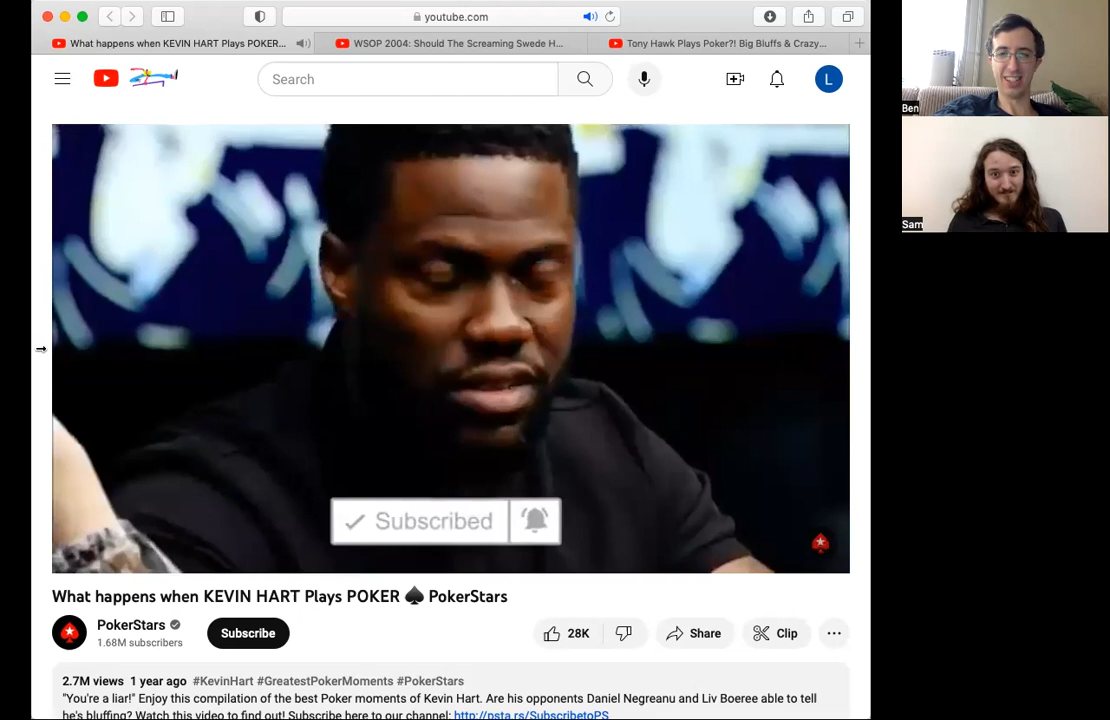 youtube.com
What happens when KEVIN HART Plays POKER...
WSOP 2004: Should The Screaming Swede H...
Tony Hawk Plays Poker?! Big Bluffs & Crazy...
Search
L
Ben
Sam
Subscribed
What happens when KEVIN HART Plays POKER ♠ PokerStars
PokerStars
1.68M subscribers
Subscribe
28K
Share
Clip
2.7M views 1 year ago #KevinHart #GreatestPokerMoments #PokerStars
"You're a liar!" Enjoy this compilation of the best Poker moments of Kevin Hart. Are his opponents Daniel Negreanu and Liv Boeree able to tell
he's bluffing? Watch this video to find out! Subscribe here to our channel: http://psta.rs/SubscribetoPS